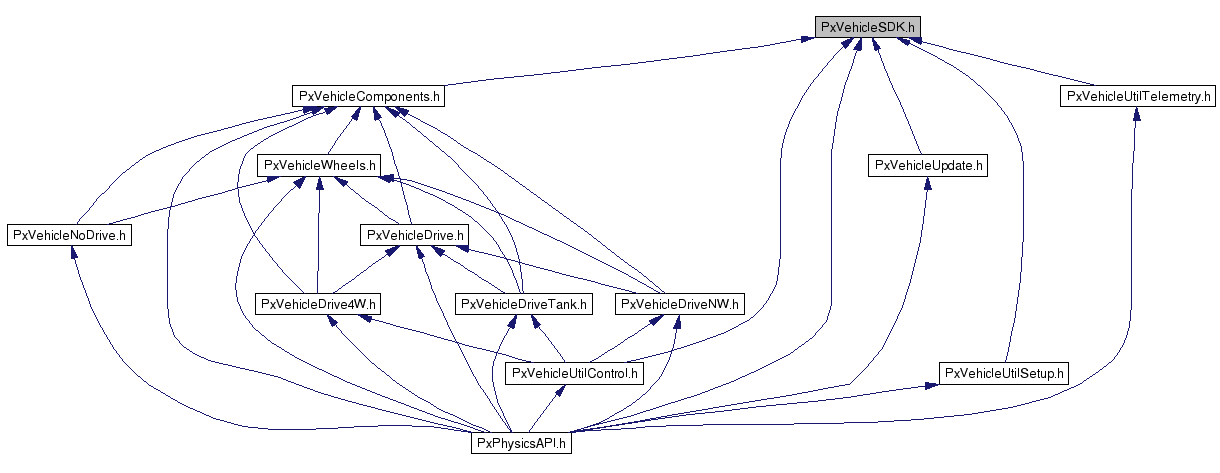 PxVehicleSDK.h
PxVehicleComponents.h
PxVehicleUtilTelemetry.h
PxVehicleWheels.h
PxVehicleUpdate.h
PxVehicleNoDrive.h
PxVehicleDrive.h
PxVehicleDrive4W.h
PxVehicleDriveTank.h
PxVehicleDriveNW.h
PxVehicleUtilControl.h
PxVehicleUtilSetup.h
PxPhysicsAPI.h